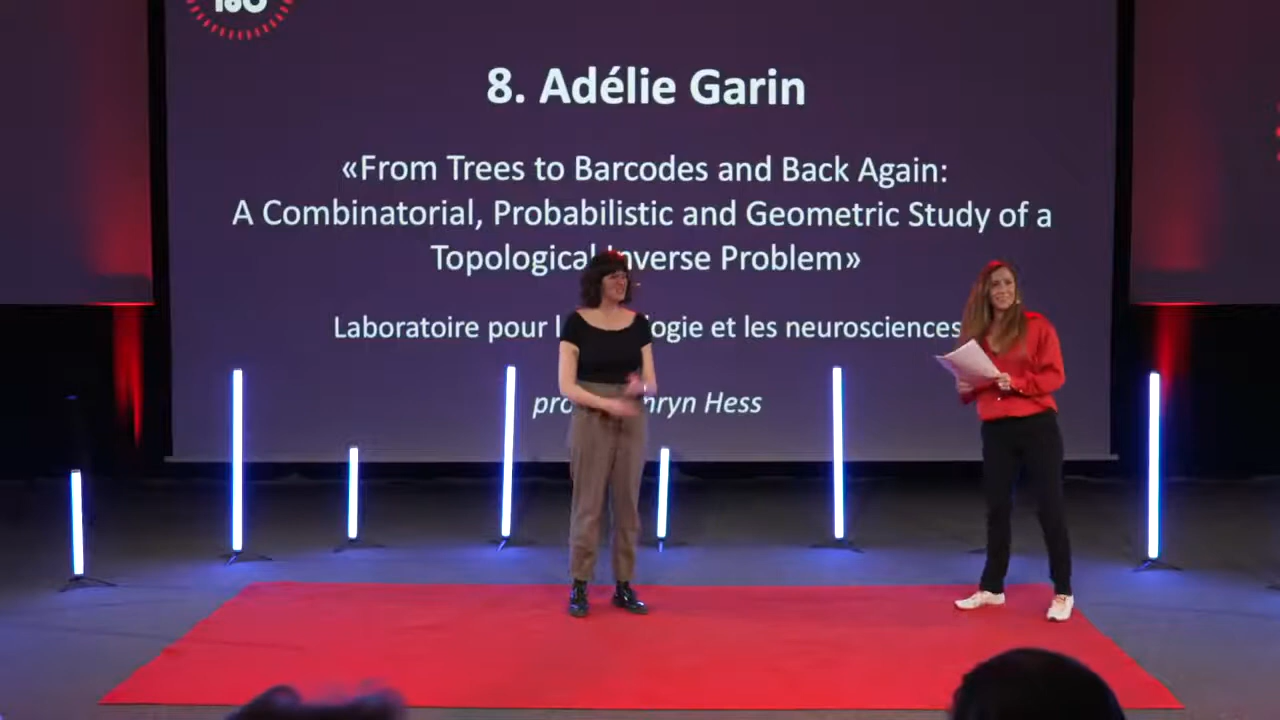 180
8. Adélie Garin
«From Trees to Barcodes and Back Again:
A Combinatorial, Probabilistic and Geometric Study of a
Topological Inverse Problem»
Laboratoire pour et les neurosciences
Hess